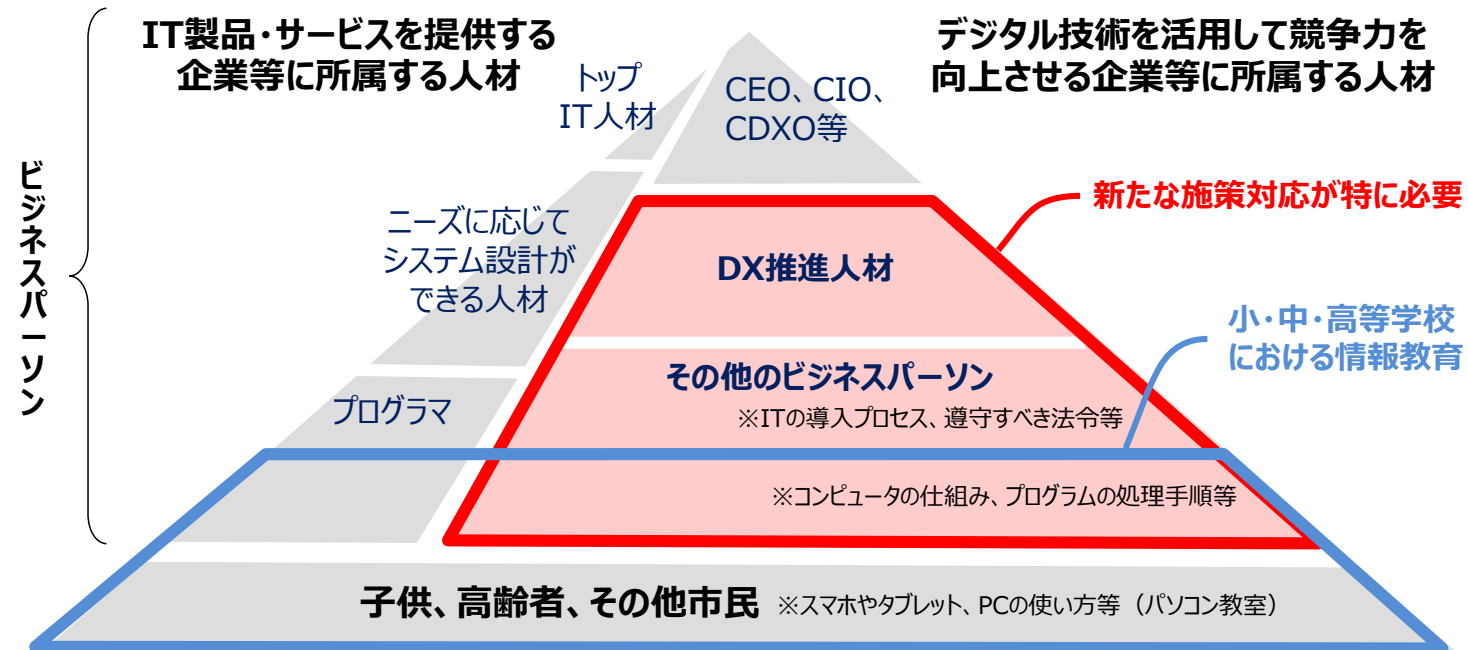 IT製品・サービスを提供する
企業等に所属する人材
デジタル技術を活用して競争力を
向上させる企業等に所属する人材
ビジネスパーソン
トップ
IT人材
CEO、CIO、
CDXO等
新たな施策対応が特に必要
ニーズに応じて
システム設計が
できる人材
DX推進人材
小・中・高等学校
における情報教育
その他のビジネスパーソン
※ITの導入プロセス、遵守すべき法令等
プログラマ
※コンピュータの仕組み、プログラムの処理手順等
子供、高齢者、その他市民 ※スマホやタブレット、PCの使い方等（パソコン教室）